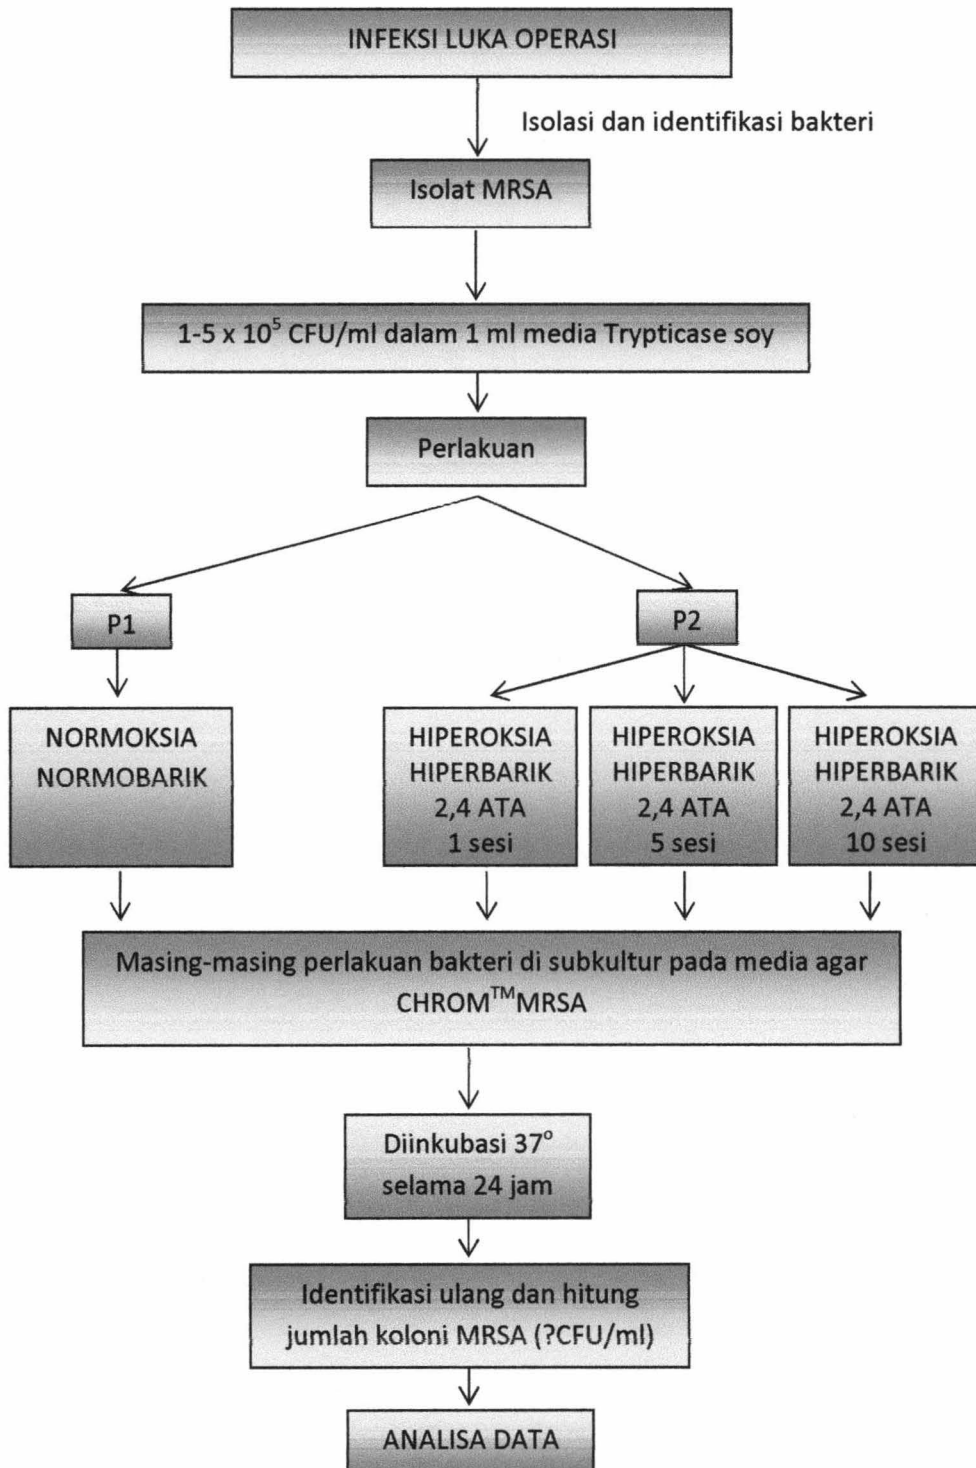 INFEKSI LUKA OPERASI
Isolasi dan identifikasi bakteri
Isolat MRSA
1-5 x 10⁵ CFU/ml dalam 1 ml media Trypticase soy
Perlakuan
P1
P2
NORMOKSIA
NORMOBARIK
HIPEROKSIA
HIPERBARIK
2,4 ATA
1 sesi
HIPEROKSIA
HIPERBARIK
2,4 ATA
5 sesi
HIPEROKSIA
HIPERBARIK
2,4 ATA
10 sesi
Masing-masing perlakuan bakteri di subkultur pada media agar
CHROM™MRSA
Diinkubasi 37°
selama 24 jam
Identifikasi ulang dan hitung
jumlah koloni MRSA (?CFU/ml)
ANALISA DATA